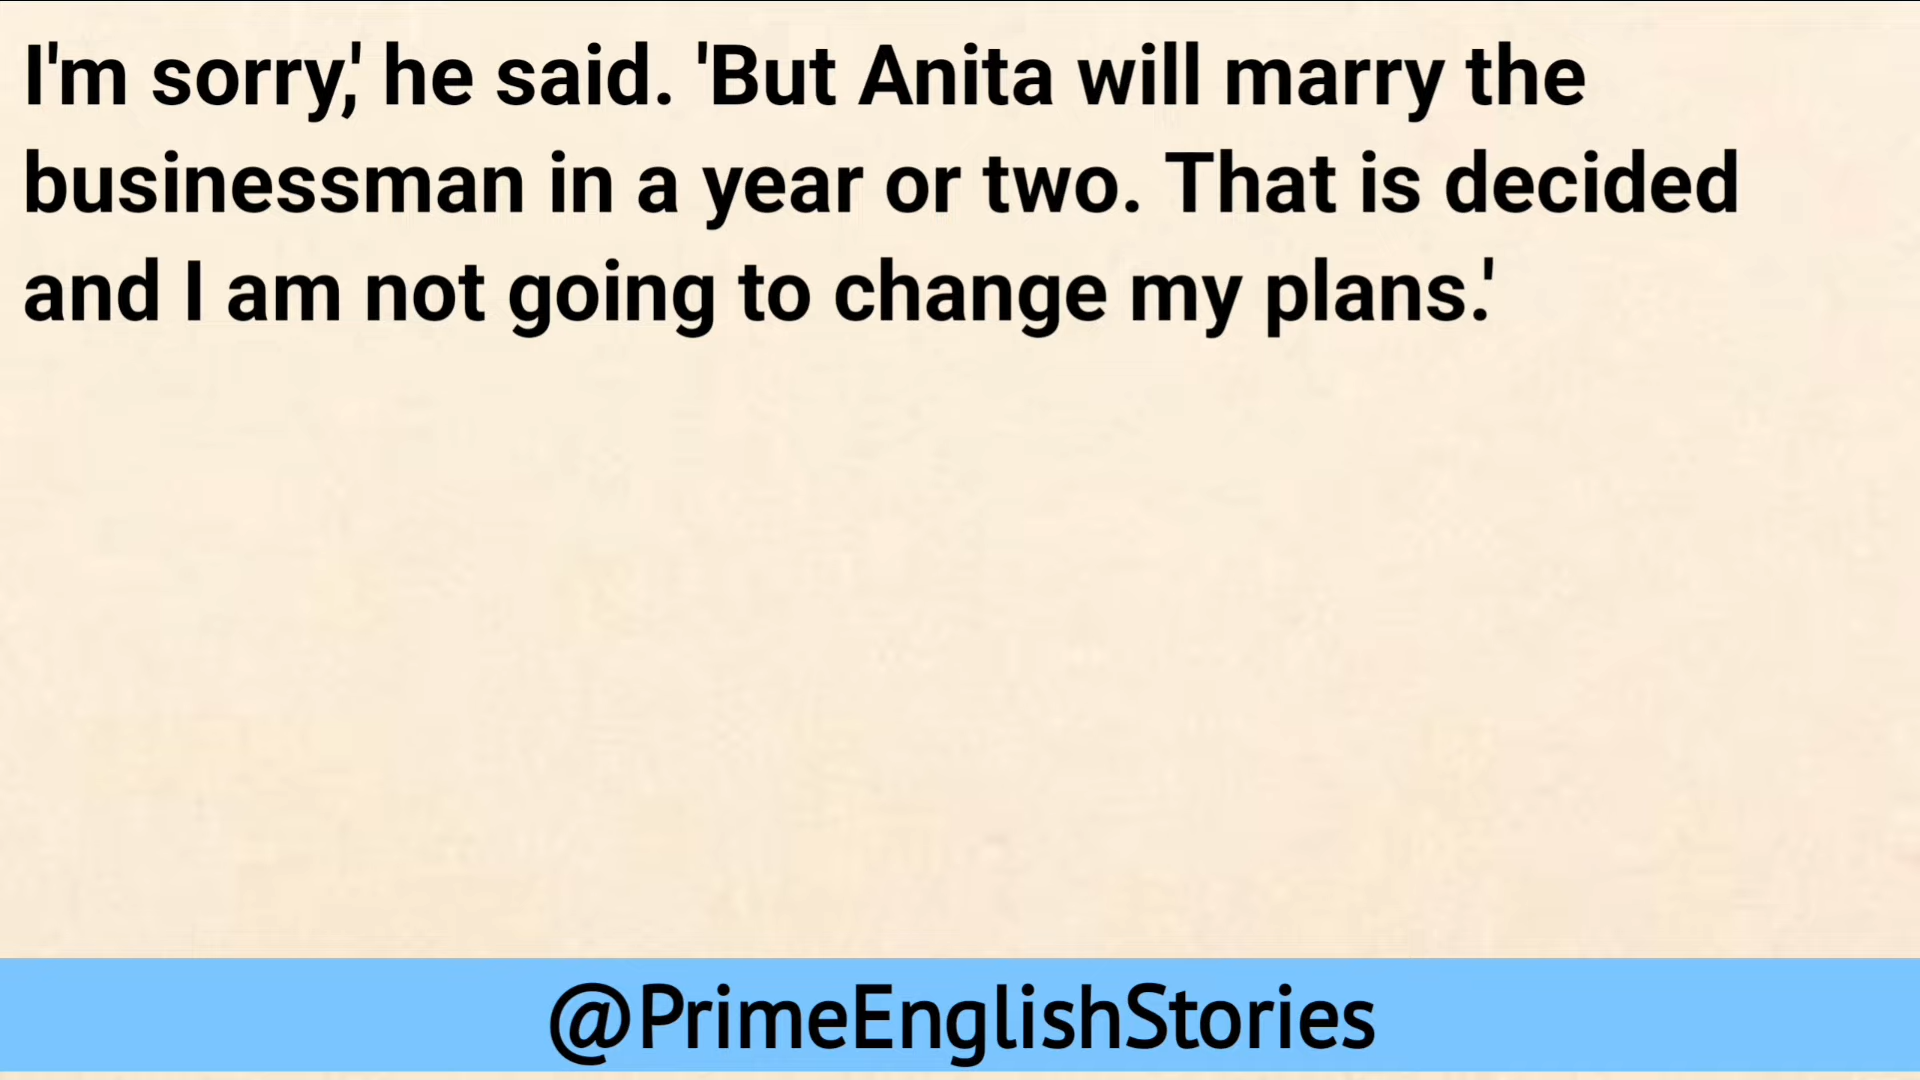 I'm sorry,' he said. 'But Anita will marry the
businessman in a year or two. That is decided
and I am not going to change my plans.'
@PrimeEnglishStories